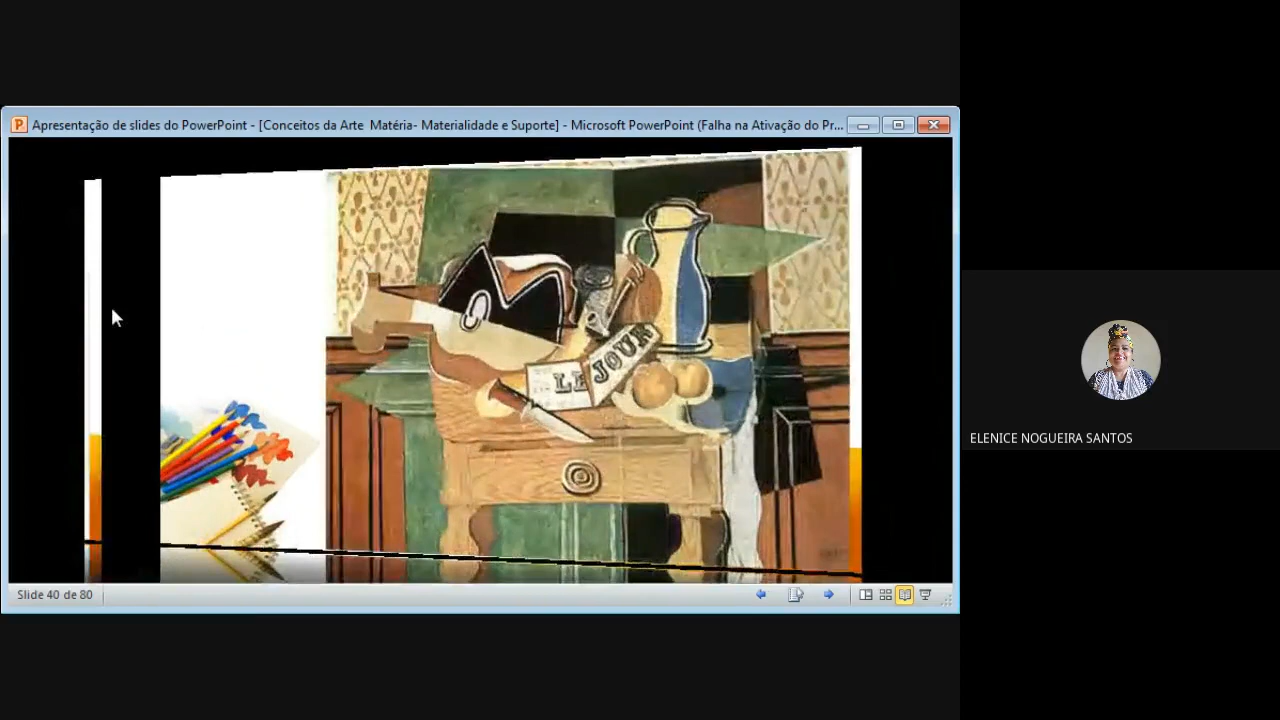 Apresentação de slides do PowerPoint - [Conceitos da Arte  Matéria- Materialidade e Suporte] - Microsoft PowerPoint (Falha na Ativação do Pr...
LE JOUR
ELENICE NOGUEIRA SANTOS
Slide 40 de 80